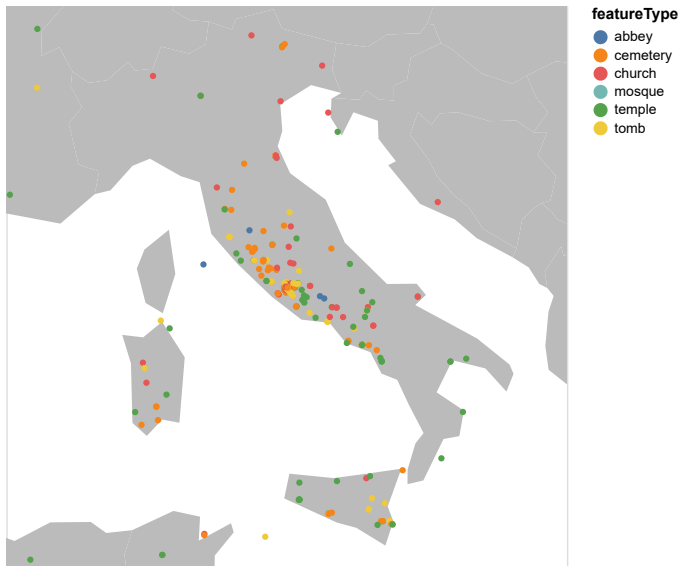 featureType
abbey
cemetery
church
mosque
temple
tomb